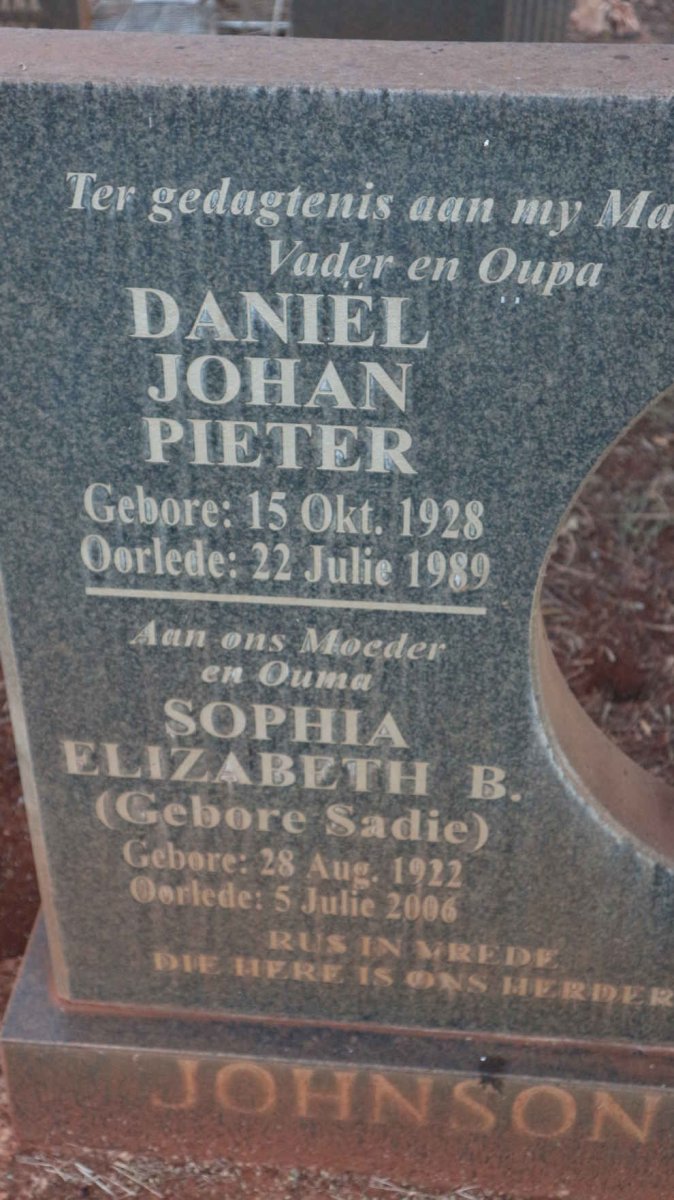 Ter gedagtenis aan my Ma
Vader en Oupa
DANIËL
JOHAN
PIETER
Gebore: 15 Okt. 1928
Oorlede: 22 Julie 1989
Aan ons Moeder
en Ouma
SOPHIA
ELIZABETH B.
(Gebore Sadie)
Gebore: 28 Aug. 1922
Oorlede: 5 Julie 2006
RUS IN VREDE
DIE HERE IS ONS HERDER
JOHNSON